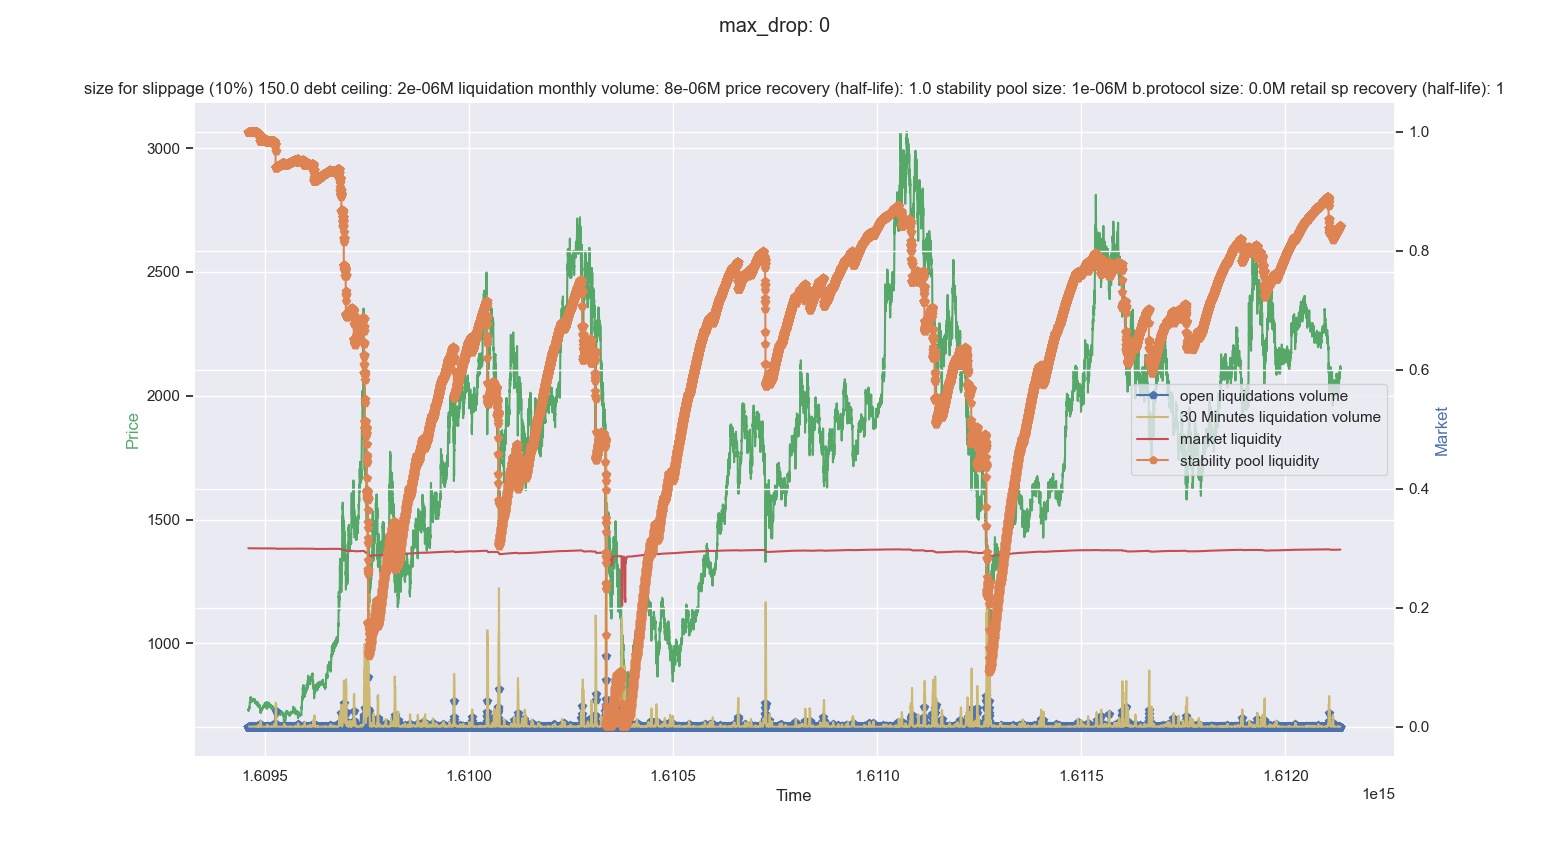 max_drop: 0
size for slippage (10%) 150.0 debt ceiling: 2e-06M liquidation monthly volume: 8e-06M price recovery (half-life): 1.0 stability pool size: 1e-06M b.protocol size: 0.0M retail sp recovery (half-life): 1
3000
2500
2000
1500
1000
Price
1.0
0.8
0.6
0.4
0.2
0.0
Market
open liquidations volume
30 Minutes liquidation volume
market liquidity
stability pool liquidity
1.6095 1.6100 1.6105 1.6110 1.6115 1.6120
Time
1e15